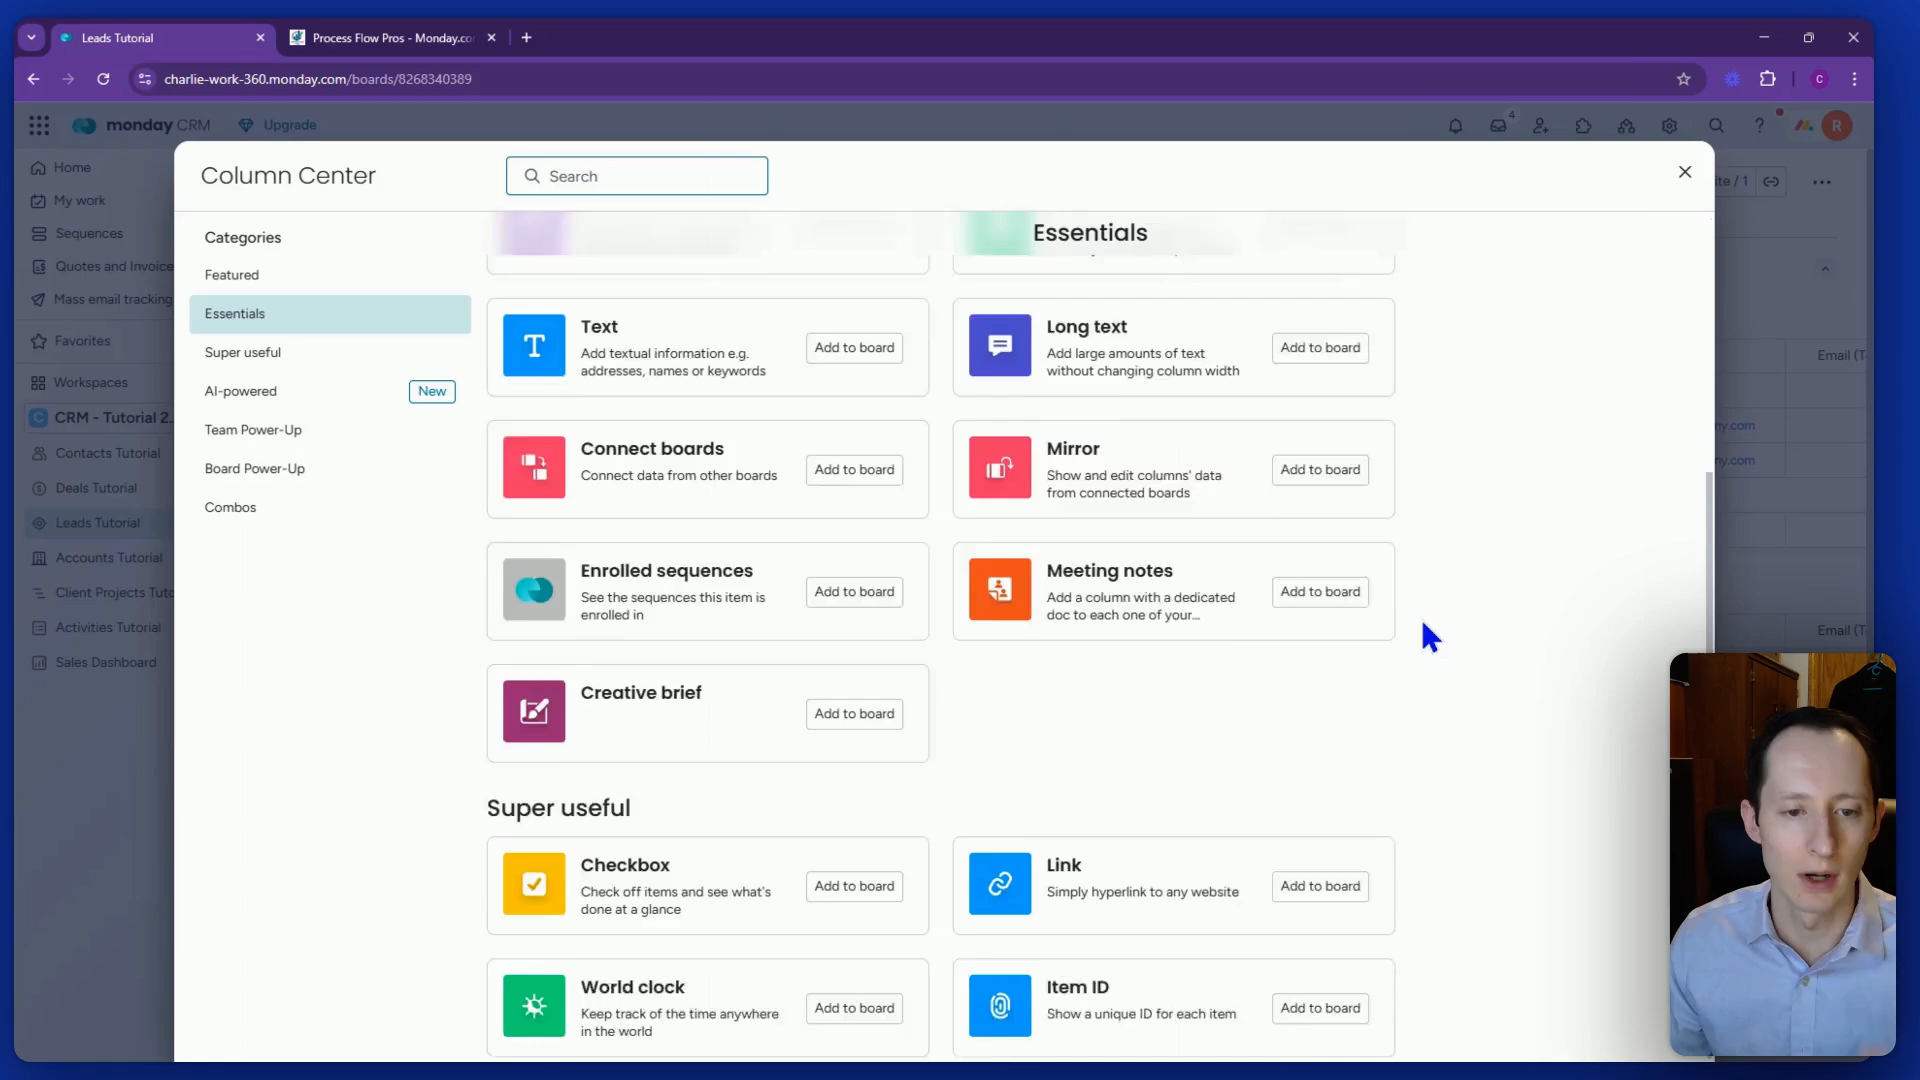 Leads Tutorial
Process Flow Pros - Monday.co
charlie-work-360.monday.com/boards/8268340389
C
monday CRM
Upgrade
4
R
Home
My work
Sequences
Quotes and Invoice
Mass email tracking
Favorites
Workspaces
C
CRM - Tutorial 2...
Contacts Tutorial
Deals Tutorial
Leads Tutorial
Accounts Tutorial
Client Projects Tuto
Activities Tutorial
Sales Dashboard
/ 1
Email (T
ny.com
ny.com
Email (T
Column Center
Search
Categories
Featured
Essentials
Super useful
AI-powered
New
Team Power-Up
Board Power-Up
Combos
Essentials
Text
Add textual information e.g.
addresses, names or keywords
Add to board
Long text
Add large amounts of text
without changing column width
Add to board
Connect boards
Connect data from other boards
Add to board
Mirror
Show and edit columns' data
from connected boards
Add to board
Enrolled sequences
See the sequences this item is
enrolled in
Add to board
Meeting notes
Add a column with a dedicated
doc to each one of your...
Add to board
Creative brief
Add to board
Super useful
Checkbox
Check off items and see what's
done at a glance
Add to board
Link
Simply hyperlink to any website
Add to board
World clock
Keep track of the time anywhere
in the world
Add to board
Item ID
Show a unique ID for each item
Add to board